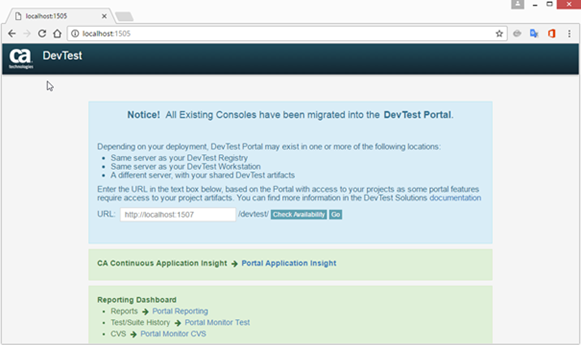 localhost:1505
localhost:1505
ca
technologies
DevTest
Notice! All Existing Consoles have been migrated into the DevTest Portal.
Depending on your deployment, DevTest Portal may exist in one or more of the following locations:
• Same server as your DevTest Registry
• Same server as your DevTest Workstation
• A different server, with your shared DevTest artifacts
Enter the URL in the text box below, based on the Portal with access to your projects as some portal features
require access to your project artifacts. You can find more information in the DevTest Solutions documentation
URL: http://localhost:1507 /devtest/ Check Availability Go
CA Continuous Application Insight → Portal Application Insight
Reporting Dashboard
• Reports → Portal Reporting
• Test/Suite History → Portal Monitor Test
• CVS → Portal Monitor CVS